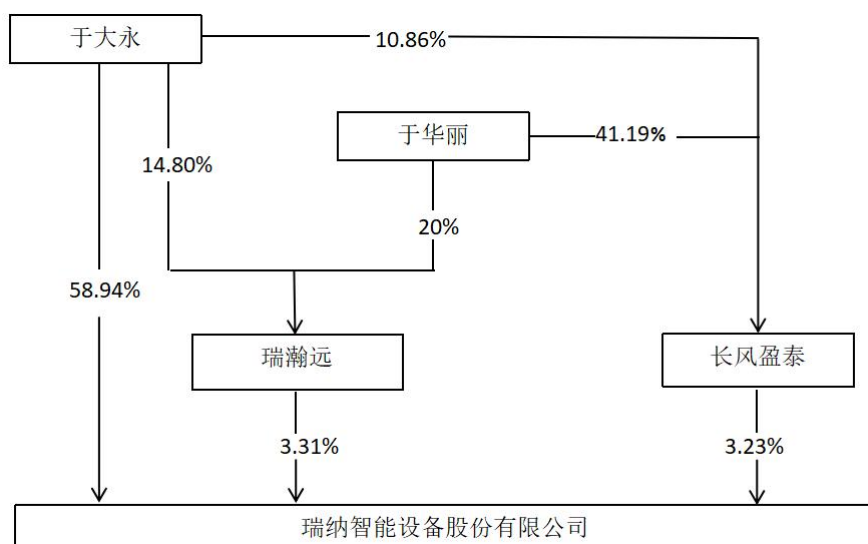 于大永
10.86%
于华丽
41.19%
14.80%
20%
58.94%
瑞瀚远
长风盈泰
3.31%
3.23%
瑞纳智能设备股份有限公司